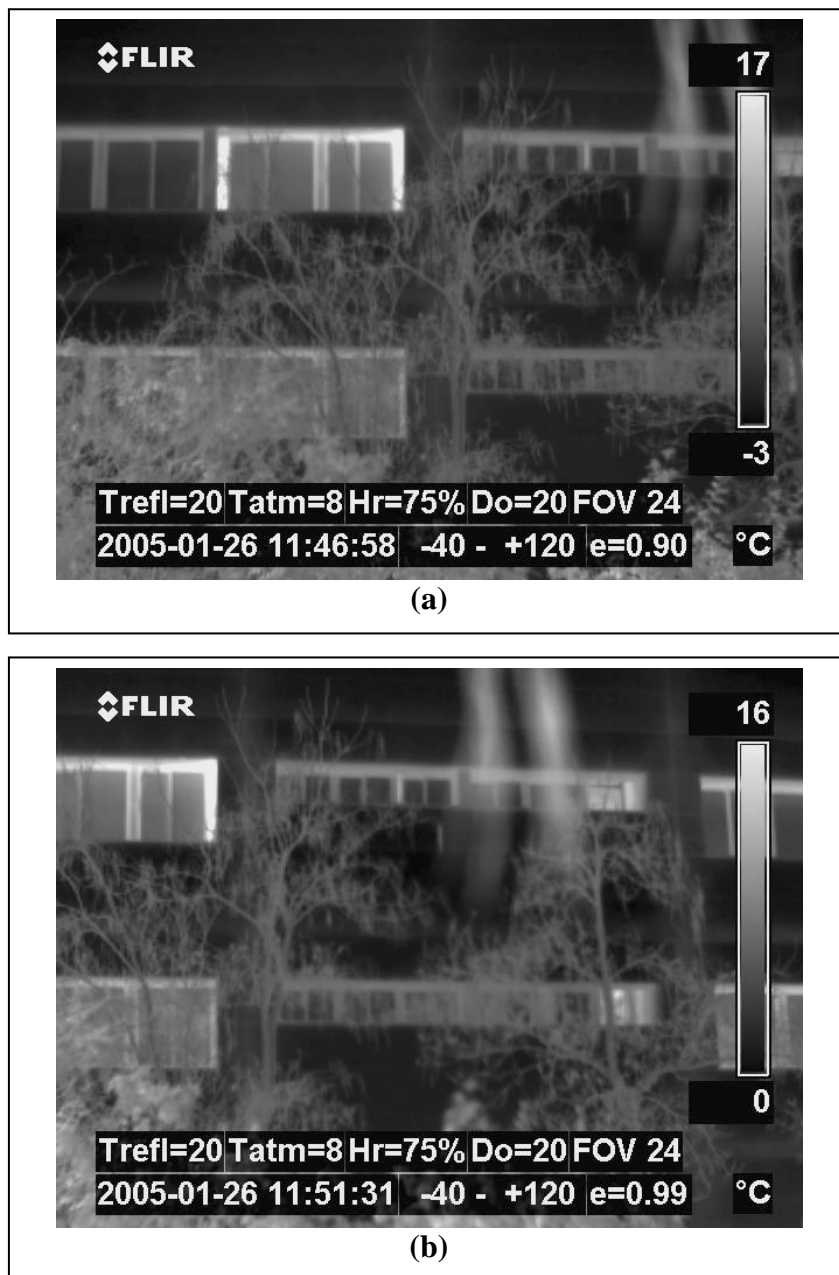 FLIR
17
-3
Trefl=20 Tatm=8 Hr=75% Do=20 FOV 24
2005-01-26 11:46:58 -40 - +120 e=0.90 °C
(a)
FLIR
16
0
Trefl=20 Tatm=8 Hr=75% Do=20 FOV 24
2005-01-26 11:51:31 -40 - +120 e=0.99 °C
(b)